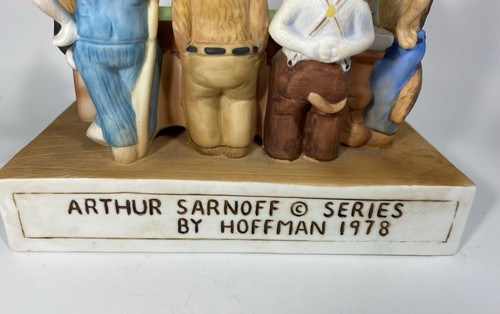 ARTHUR SARNOFF © SERIES
BY HOFFMAN 1978